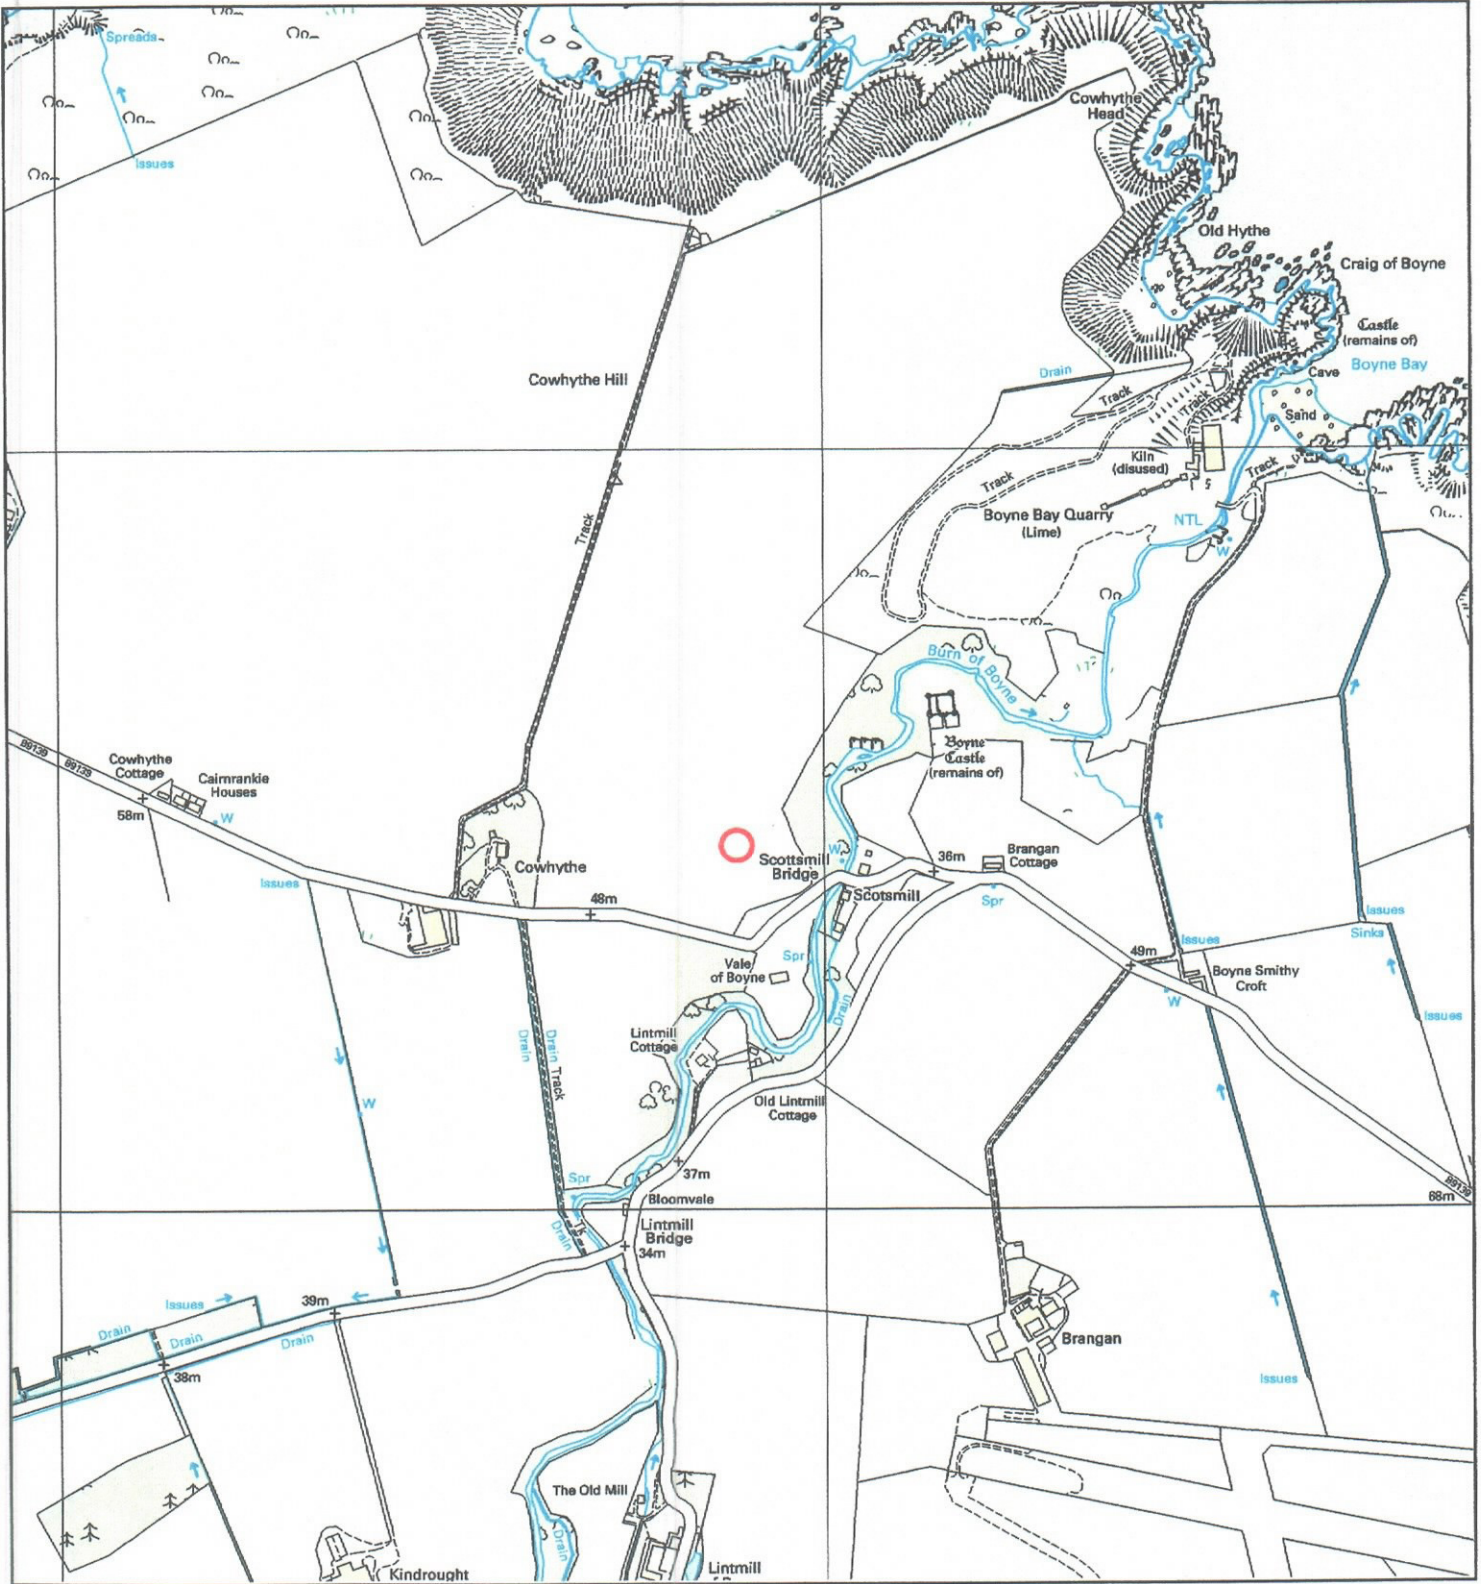 Spreads
Issues
Cowhythe
Head
Old Hythe
Craig of Boyne
Castle
(remains of)
Boyne Bay
Cave
Drain
Track
Track
Sand
Cowhythe Hill
Kiln
(disused)
Track
Track
Track
Boyne Bay Quarry
(Lime)
NTL
W
Burn of Boyne
Boyne
Castle
(remains of)
B9139
B9139
Cowhythe
Cottage
Cairnrankie
Houses
58m
W
Cowhythe
Issues
48m
Scottsmill
Bridge
W
36m
Brangan
Cottage
Scotsmill
Spr
Spr
Vale
of Boyne
Drain
49m
Issues
Boyne Smithy
Croft
W
Issues
Sinks
Issues
Drain
Drain
Track
Lintmill
Cottage
Old Lintmill
Cottage
W
37m
Spr
Bloomvale
Lintmill
Bridge
34m
Drain
B9139
68m
Issues
39m
Drain
Drain
Drain
38m
Brangan
Issues
The Old Mill
Drain
Kindrought
Lintmill